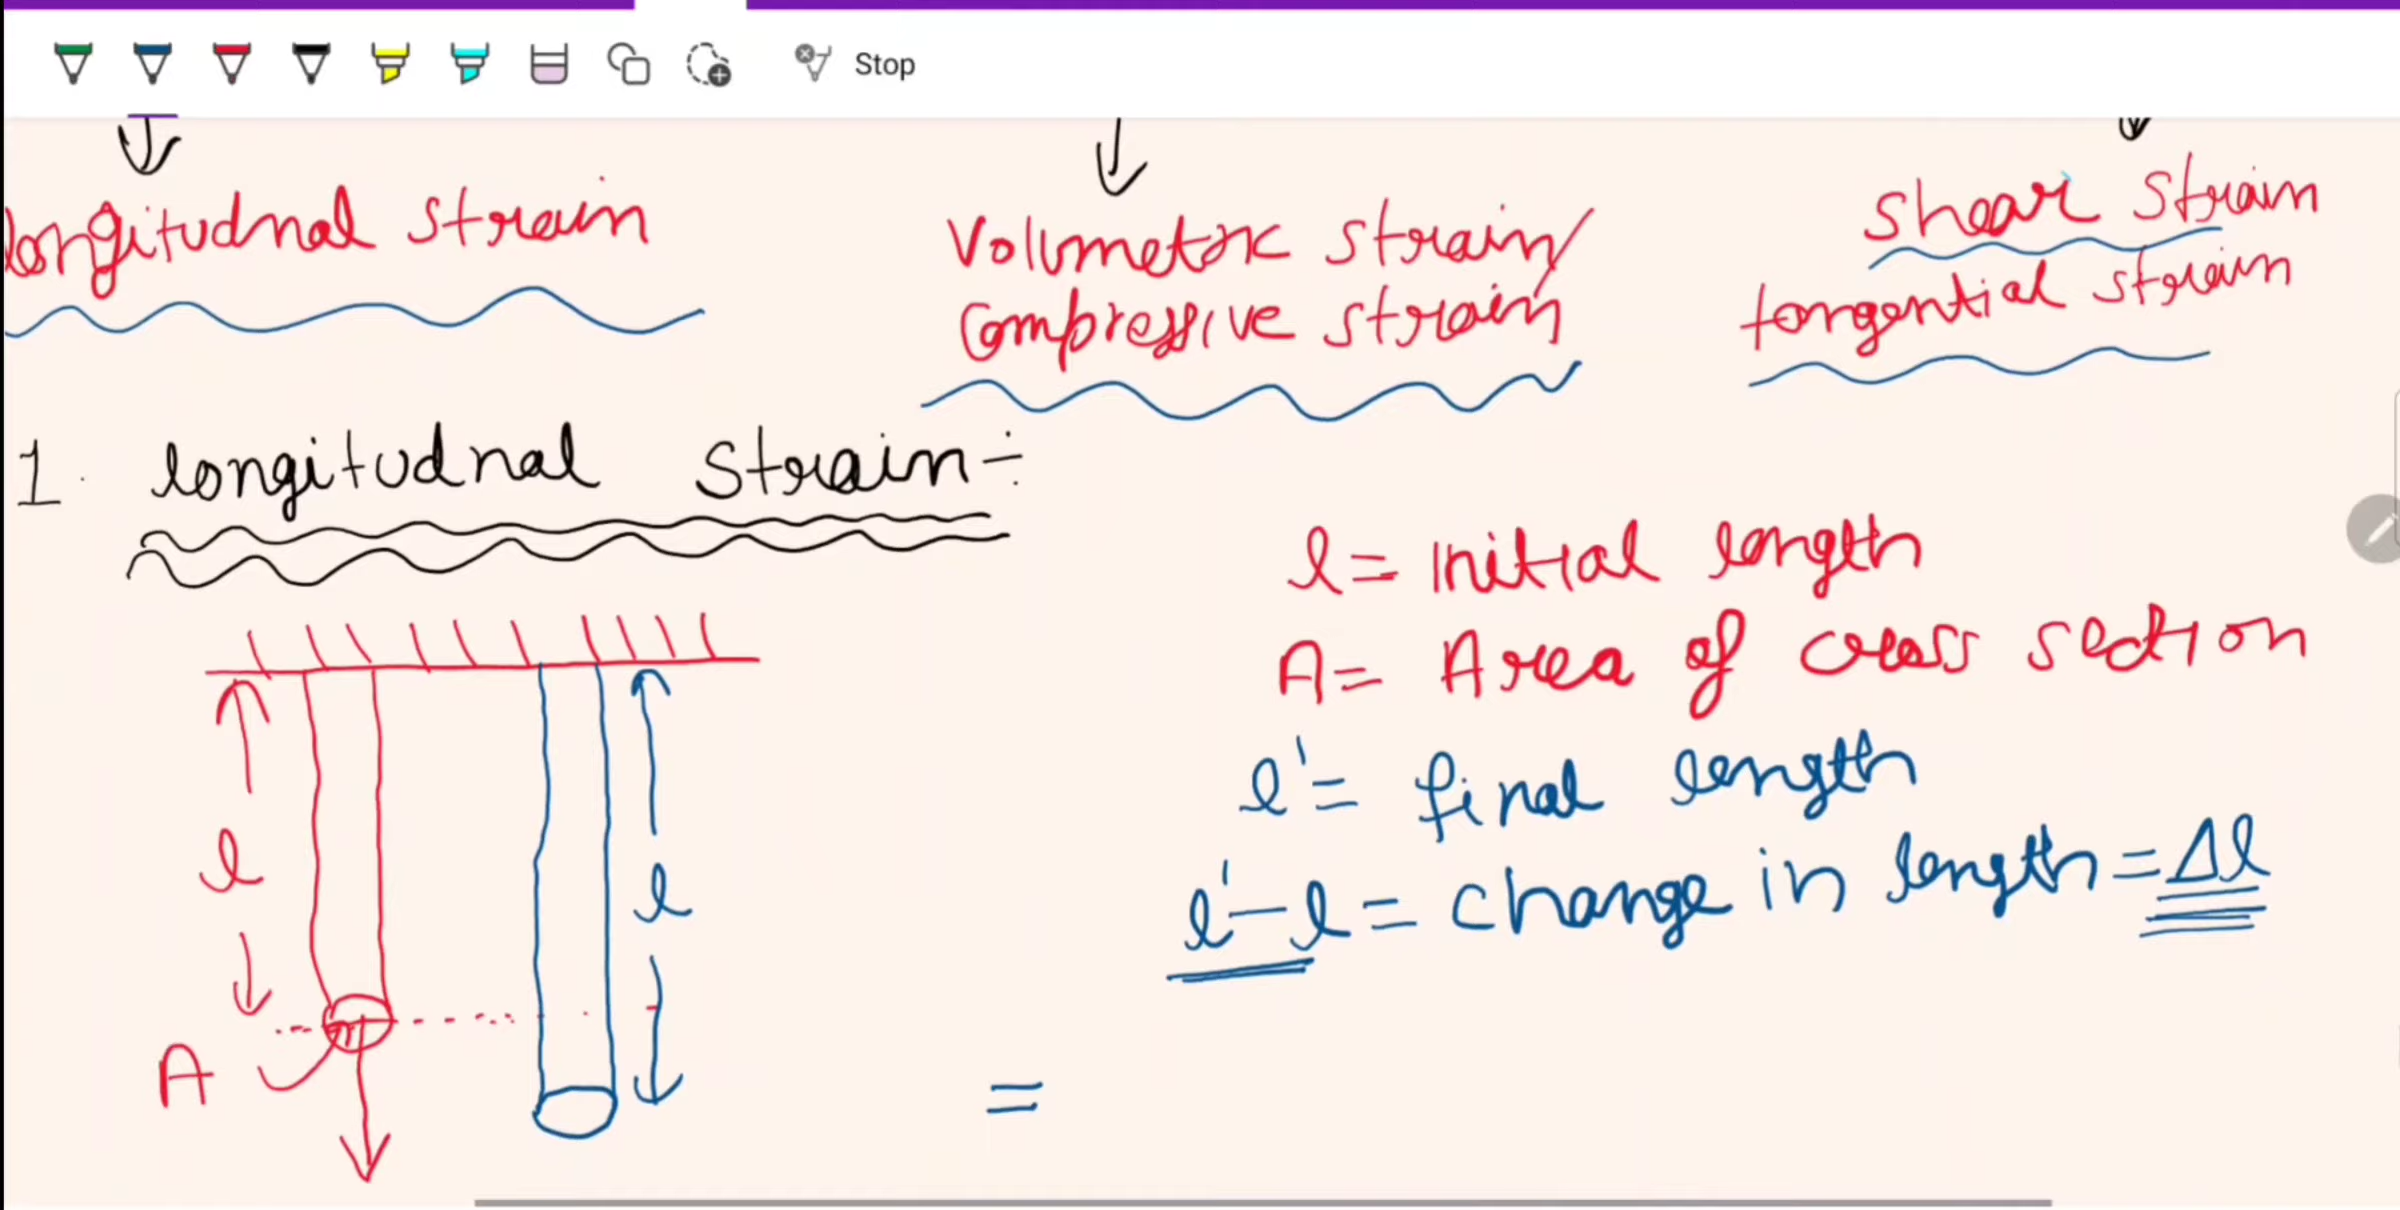 Stop
longitudnal strain
Volumetric strain/
Compressive strain
shear strain
tangential strain
1. longitudnal strain÷
l = initial length
A = Area of cross section
l' = final length
l' − l = change in length = Δl
l
l
A
=